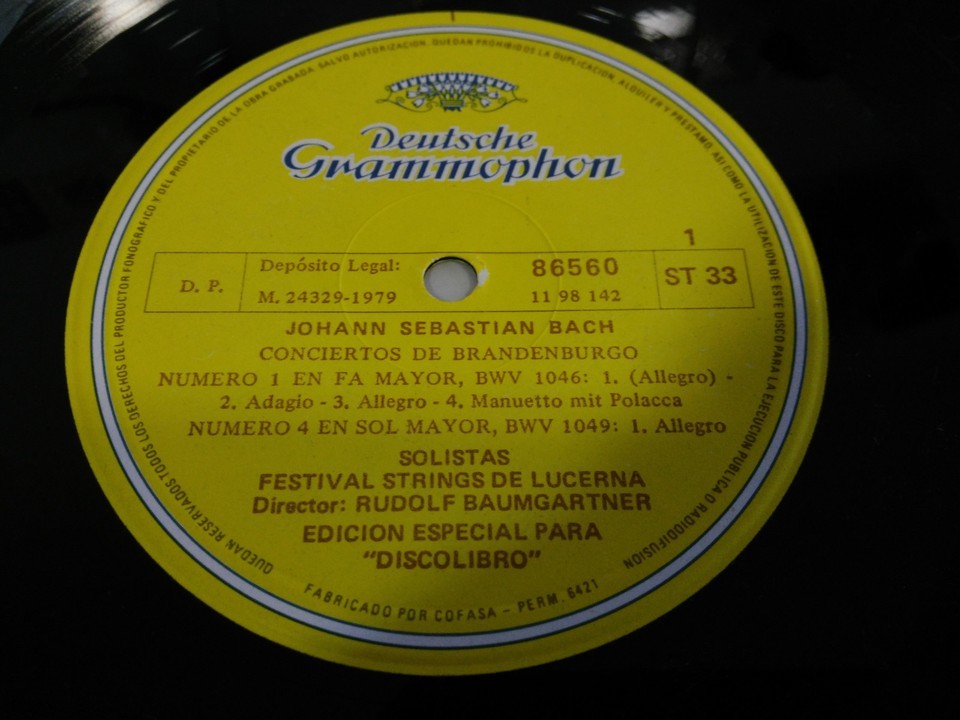 QUEDAN RESERVADOS TODOS LOS DERECHOS DEL PRODUCTOR FONOGRAFICO Y DEL PROPIETARIO DE LA OBRA GRABADA. SALVO AUTORIZACION, QUEDAN PROHIBIDOS LA DUPLICACION, ALQUILER Y PRESTAMO, ASI COMO LA UTILIZACION DE ESTE DISCO PARA LA EJECUCION PUBLICA O RADIODIFUSION
Deutsche
Grammophon
1
D. P.
Depósito Legal:
M. 24329-1979
86560
11 98 142
ST 33
JOHANN SEBASTIAN BACH
CONCIERTOS DE BRANDENBURGO
NUMERO 1 EN FA MAYOR, BWV 1046: 1. (Allegro) -
2. Adagio - 3. Allegro - 4. Manuetto mit Polacca
NUMERO 4 EN SOL MAYOR, BWV 1049: 1. Allegro
SOLISTAS
FESTIVAL STRINGS DE LUCERNA
Director: RUDOLF BAUMGARTNER
EDICION ESPECIAL PARA
"DISCOLIBRO"
FABRICADO POR COFASA - PERM. 6421